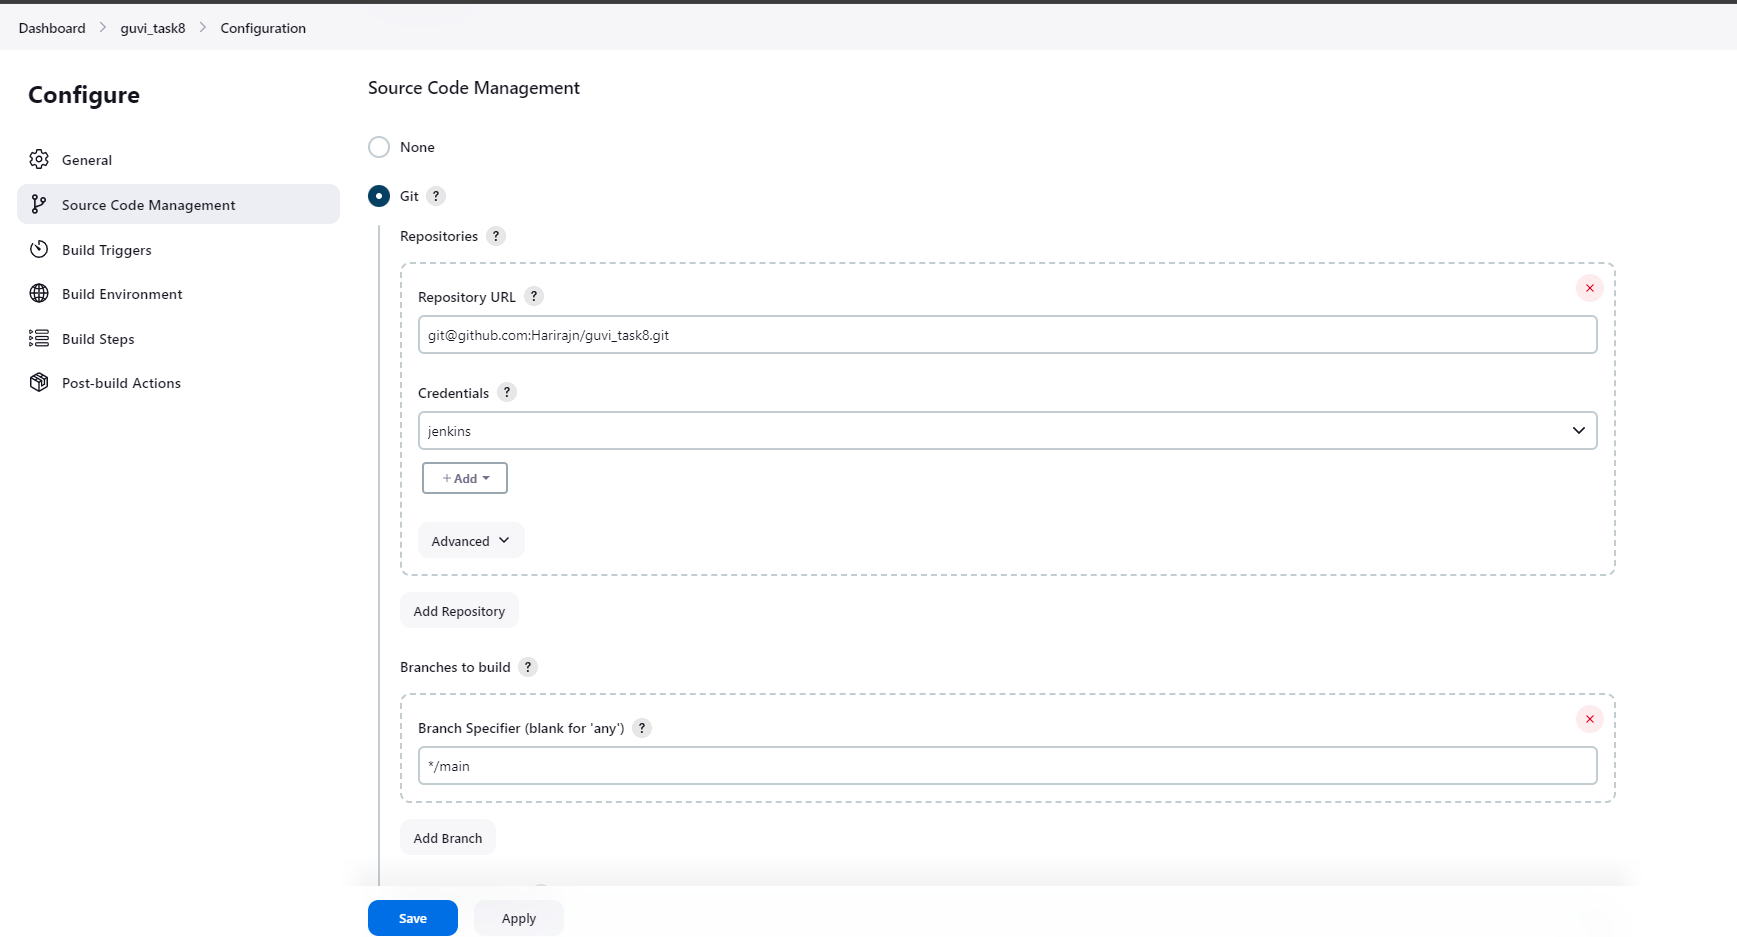 Dashboard > guvi_task8 > Configuration
Configure
General
Source Code Management
Build Triggers
Build Environment
Build Steps
Post-build Actions
Source Code Management
None
Git ?
Repositories ?
Repository URL ?
git@github.com:Harirajn/guvi_task8.git
Credentials ?
jenkins
+ Add
Advanced
Add Repository
Branches to build ?
Branch Specifier (blank for 'any') ?
*/main
Add Branch
Save Apply